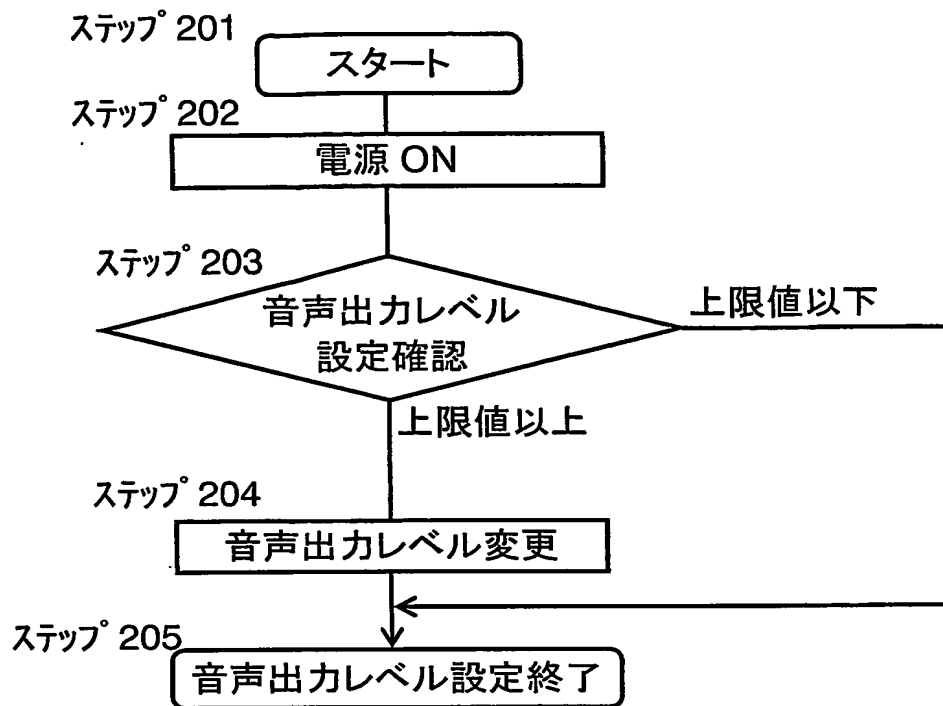 ステップ 201
スタート
ステップ 202
電源 ON
ステップ 203
音声出力レベル
設定確認
上限値以下
上限値以上
ステップ 204
音声出力レベル変更
ステップ 205
音声出力レベル設定終了